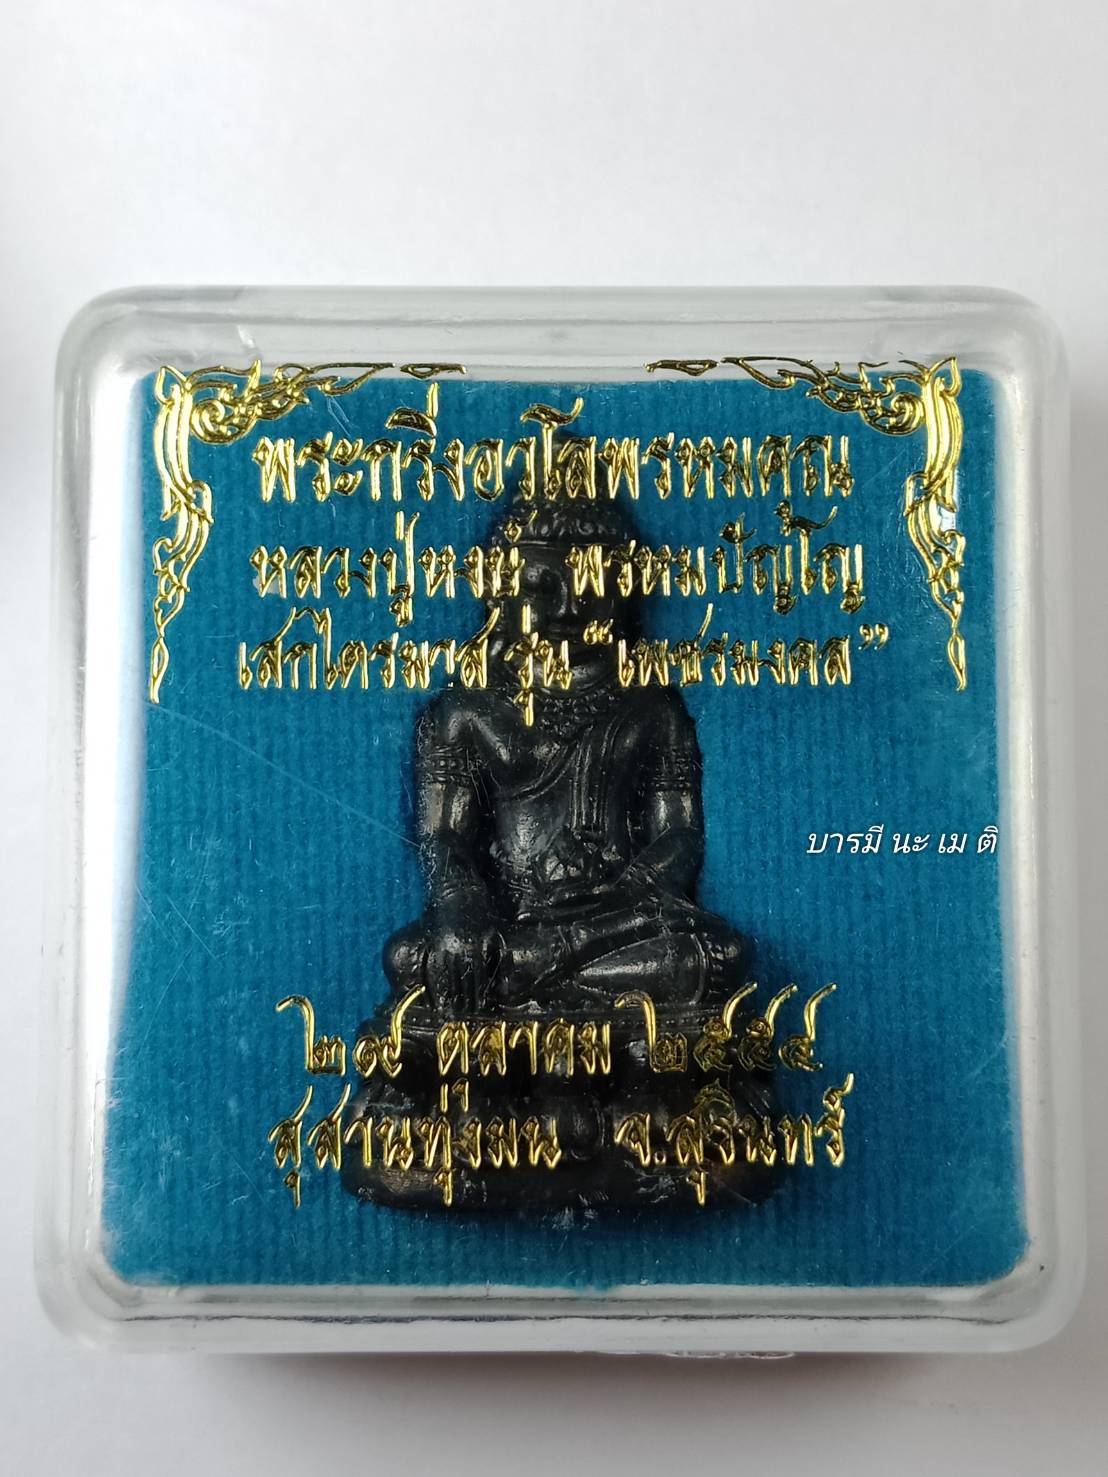 พระกริ่งอวโลพรหมคุณ
หลวงปู่หงษ์ พรหมปัญโญ
เสกไตรมาส รุ่น “เพชรมงคล”
บารมี นะ เม ติ
๒๙ ตุลาคม ๒๕๕๔
สุสานทุ่งมน จ.สุรินทร์